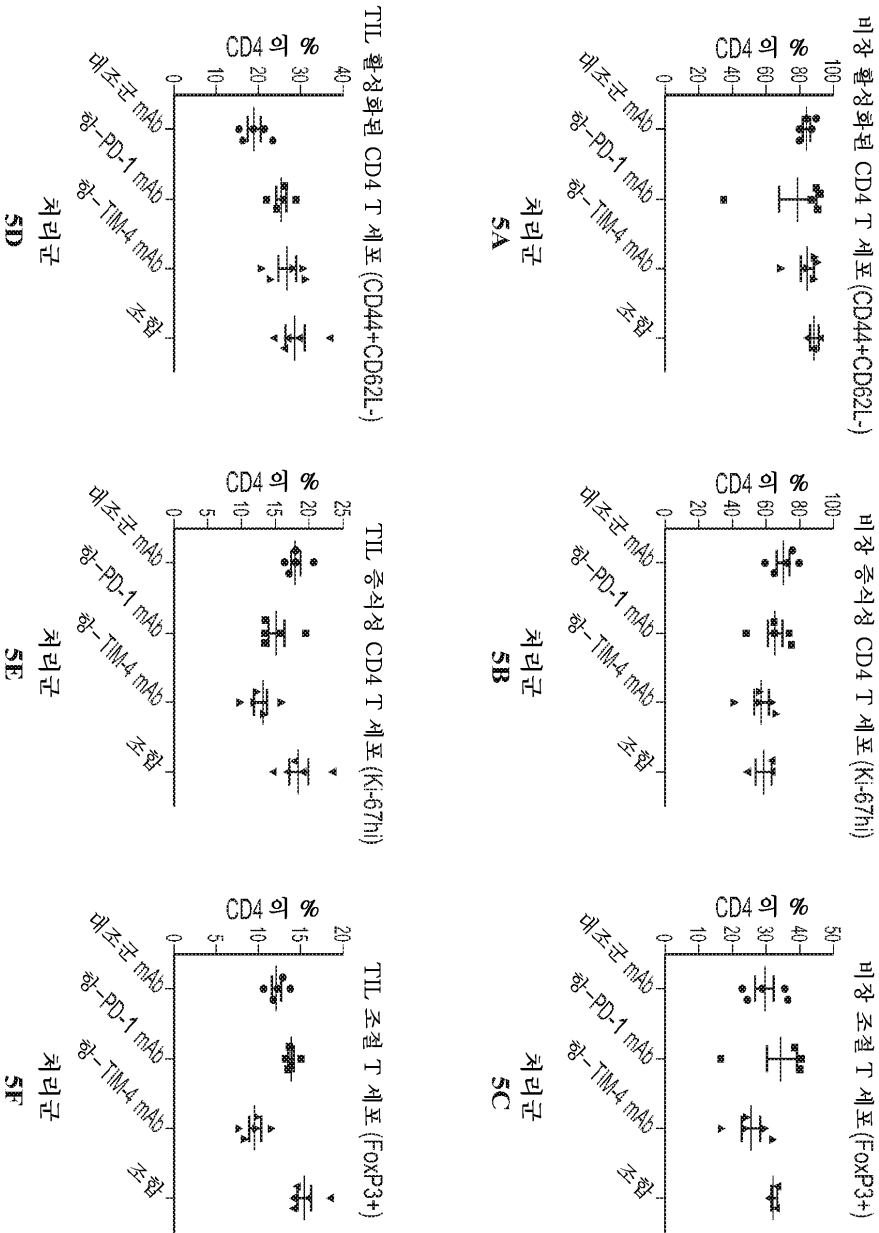 비장 활성화된 CD4 T 세포 (CD44+CD62L-)
CD4 의 %
100
80
60
40
20
0
대조군 mAb
항-PD-1 mAb
항-TIM-4 mAb
조합
처리군
5A
비장 증식성 CD4 T 세포 (Ki-67hi)
CD4 의 %
100
80
60
40
20
0
대조군 mAb
항-PD-1 mAb
항-TIM-4 mAb
조합
처리군
5B
비장 조절 T 세포 (FoxP3+)
CD4 의 %
50
40
30
20
10
0
대조군 mAb
항-PD-1 mAb
항-TIM-4 mAb
조합
처리군
5C
TIL 활성화된 CD4 T 세포 (CD44+CD62L-)
CD4 의 %
40
30
20
10
0
대조군 mAb
항-PD-1 mAb
항-TIM-4 mAb
조합
처리군
5D
TIL 증식성 CD4 T 세포 (Ki-67hi)
CD4 의 %
25
20
15
10
5
0
대조군 mAb
항-PD-1 mAb
항-TIM-4 mAb
조합
처리군
5E
TIL 조절 T 세포 (FoxP3+)
CD4 의 %
20
15
10
5
0
대조군 mAb
항-PD-1 mAb
항-TIM-4 mAb
조합
처리군
5F